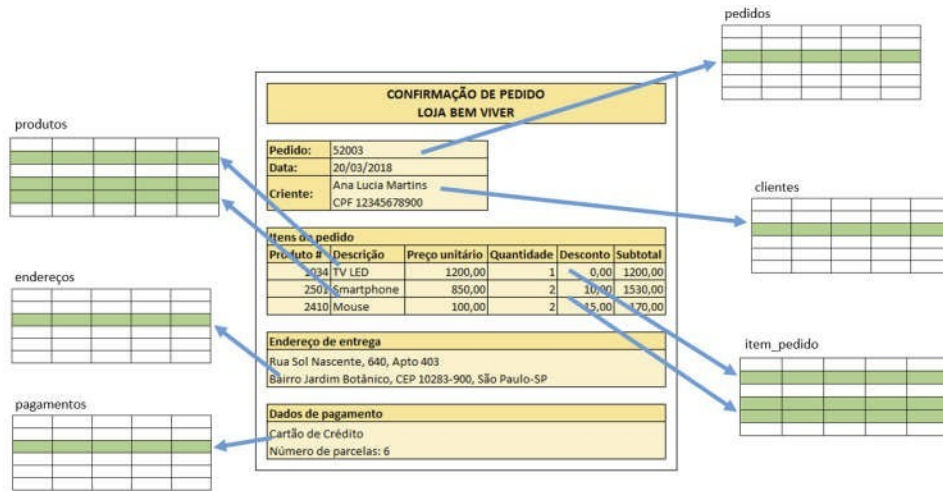 pedidos
CONFIRMAÇÃO DE PEDIDO
LOJA BEM VIVER
produtos
Pedido: 52003
Data: 20/03/2018
Criente: Ana Lucia Martins
CPF 12345678900
clientes
Itens do pedido
Produto # Descrição Preço unitário Quantidade Desconto Subtotal
1034 TV LED 1200,00 1 0,00 1200,00
2501 Smartphone 850,00 2 10,00 1530,00
2410 Mouse 100,00 2 15,00 170,00
endereços
Endereço de entrega
Rua Sol Nascente, 640, Apto 403
Bairro Jardim Botânico, CEP 10283-900, São Paulo-SP
item_pedido
pagamentos
Dados de pagamento
Cartão de Crédito
Número de parcelas: 6